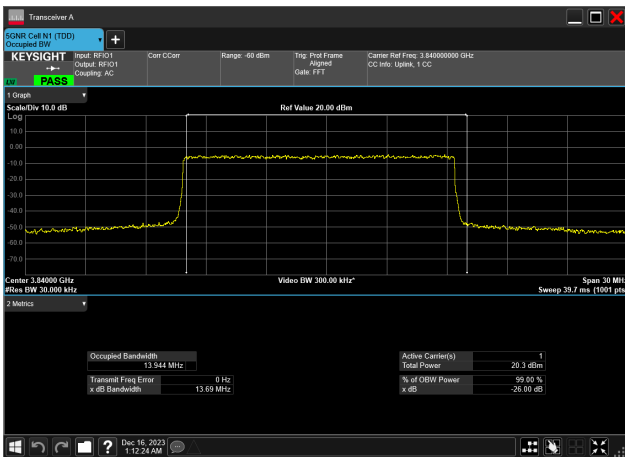 Transceiver A
5GNR Cell N1 (TDD)
Occupied BW
KEYSIGHT
Input: RFIO1
Output: RFIO1
Coupling: AC
Corr CCorr
Range: -60 dBm
Trig: Prot Frame
Aligned
Gate: FFT
Carrier Ref Freq: 3.840000000 GHz
CC Info: Uplink, 1 CC
PASS
1 Graph
Scale/Div 10.0 dB
Ref Value 20.00 dBm
Log
10.0
0.00
-10.0
-20.0
-30.0
-40.0
-50.0
-60.0
-70.0
Center 3.84000 GHz
Video BW 300.00 kHz*
Span 30 MHz
#Res BW 30.000 kHz
Sweep 39.7 ms (1001 pts
2 Metrics
Occupied Bandwidth
13.944 MHz
Transmit Freq Error 0 Hz
x dB Bandwidth 13.69 MHz
Active Carrier(s) 1
Total Power 20.3 dBm
% of OBW Power 99.00 %
x dB -26.00 dB
Dec 16, 2023
1:12:24 AM